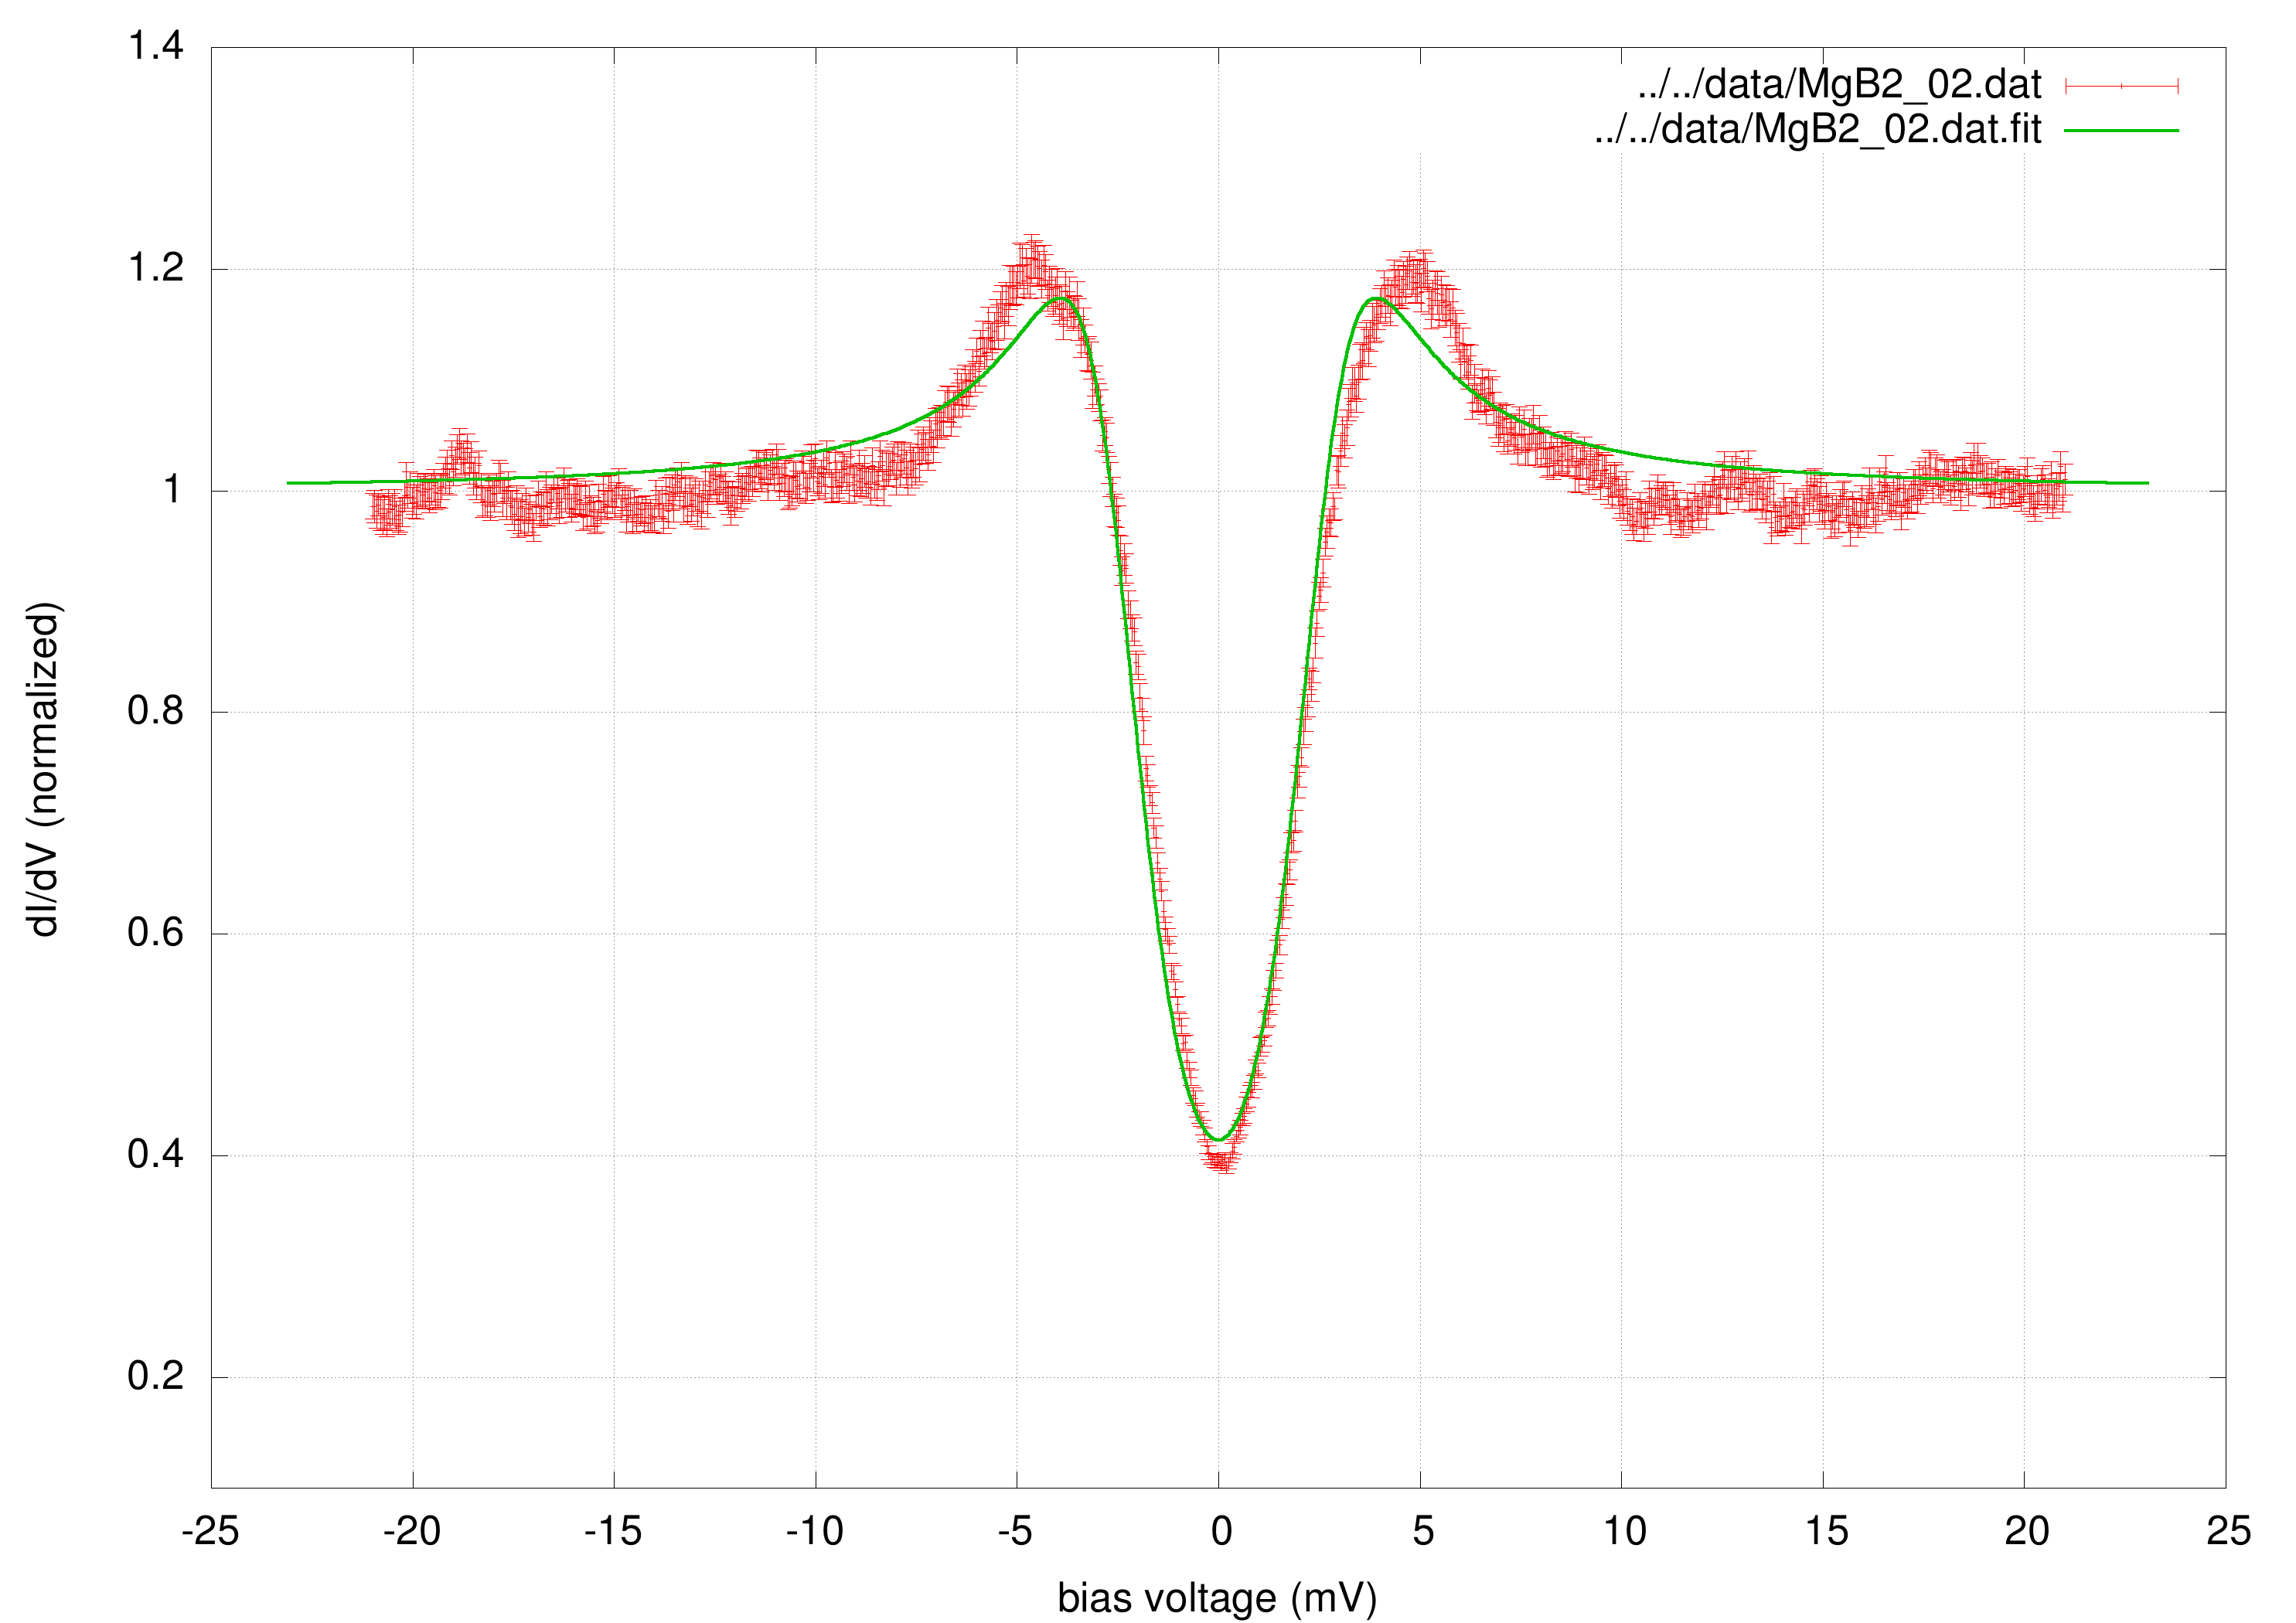 1.4
1.2
1
0.8
0.6
0.4
0.2
-25 -20 -15 -10 -5 0 5 10 15 20 25
dI/dV (normalized)
bias voltage (mV)
../../data/MgB2_02.dat
../../data/MgB2_02.dat.fit